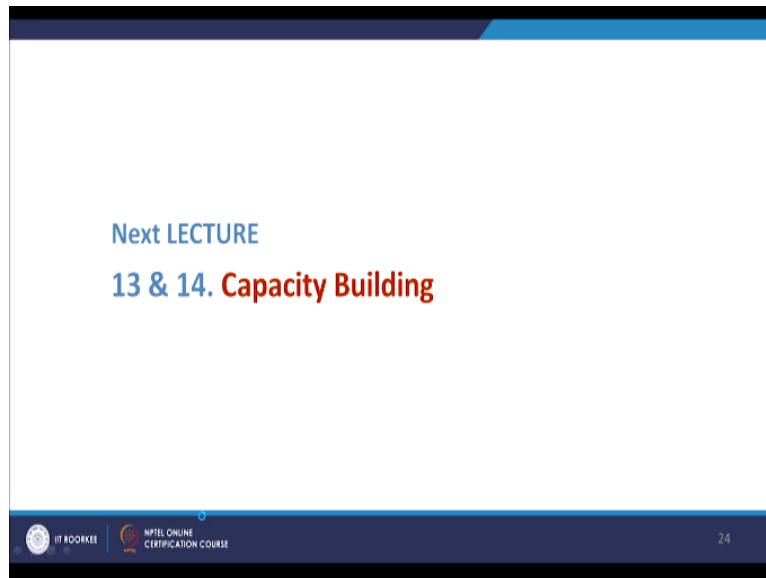 Next LECTURE
13 & 14. Capacity Building
IIT ROORKEE
NPTEL ONLINE
CERTIFICATION COURSE
24